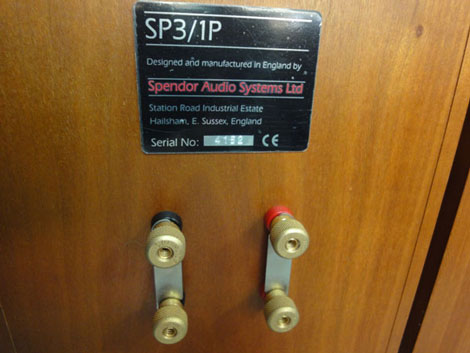 SP3/1P
Designed and manufactured in England by
Spendor Audio Systems Ltd
Station Road Industrial Estate
Hailsham, E. Sussex, England
Serial No: CE